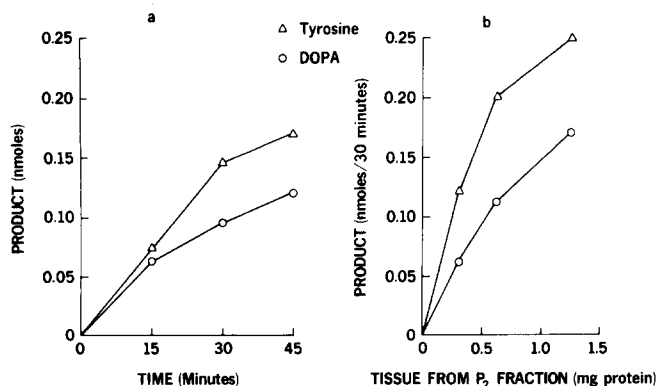 a
b
△ Tyrosine
○ DOPA
PRODUCT (nmoles)
0.25
0.20
0.15
0.10
0.05
0
0
15
30
45
TIME (Minutes)
PRODUCT (nmoles/30 minutes)
0.25
0.20
0.15
0.10
0.05
0
0
0.5
1.0
1.5
TISSUE FROM P₂ FRACTION (mg protein)